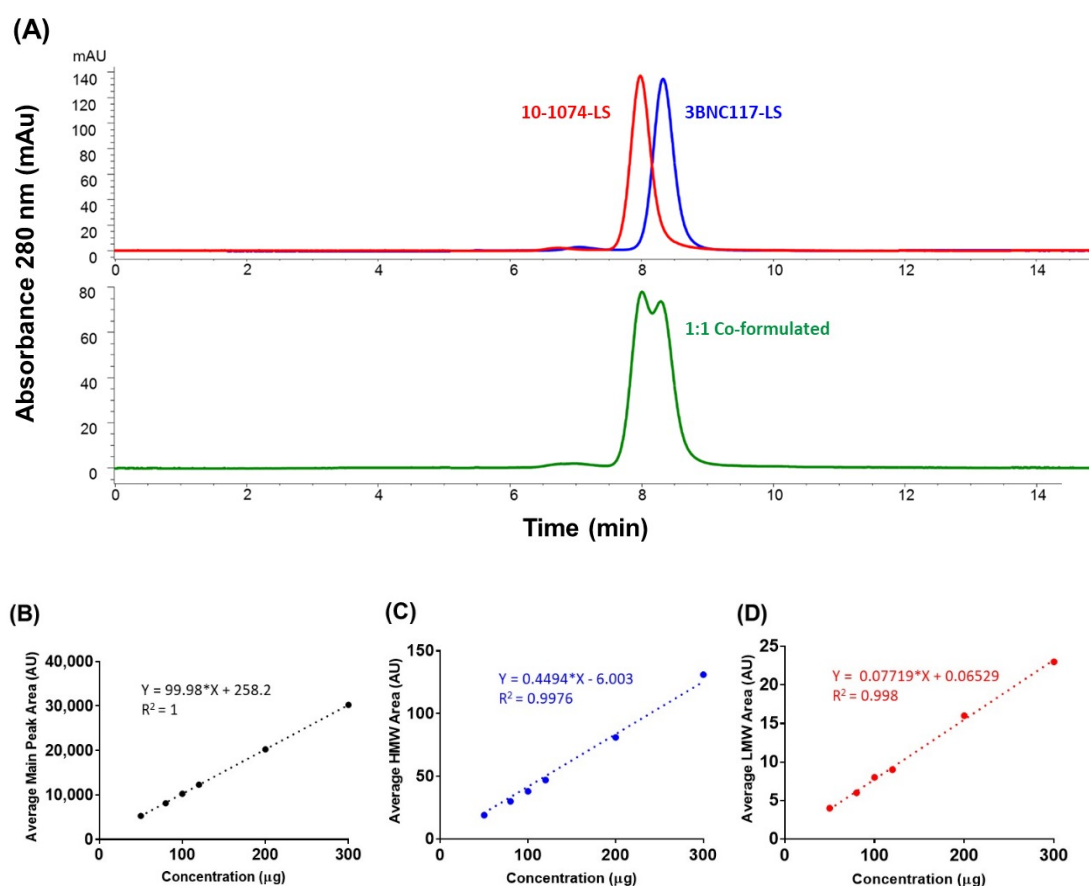 (A)
mAU
140
120
100
80
60
40
20
0
10-1074-LS
3BNC117-LS
0 2 4 6 8 10 12 14
80
60
40
20
0
1:1 Co-formulated
0 2 4 6 8 10 12 14
Absorbance 280 nm (mAu)
Time (min)
(B)
40,000
30,000
20,000
10,000
0
Average Main Peak Area (AU)
Y = 99.98*X + 258.2
R² = 1
0 100 200 300
Concentration (µg)
(C)
150
100
50
0
Average HMW Area (AU)
Y = 0.4494*X - 6.003
R² = 0.9976
0 100 200 300
Concentration (µg)
(D)
25
20
15
10
5
0
Average LMW Area (AU)
Y = 0.07719*X + 0.06529
R² = 0.998
0 100 200 300
Concentration (µg)